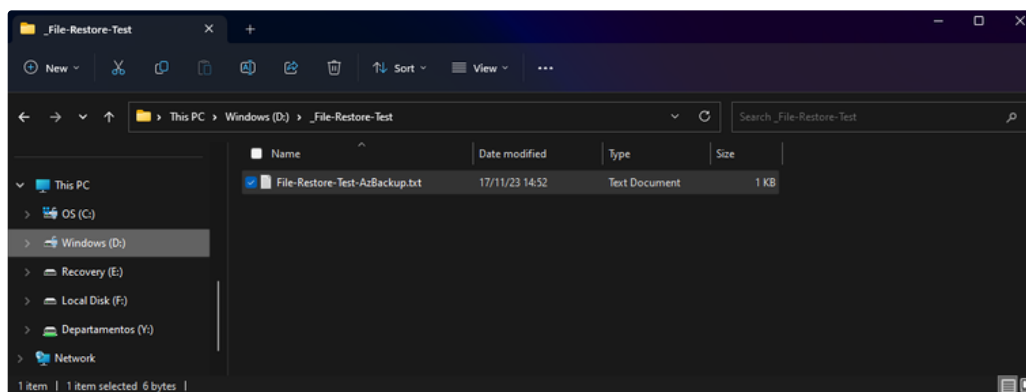 _File-Restore-Test
New
Sort
View
This PC > Windows (D:) > _File-Restore-Test
Search _File-Restore-Test
Name Date modified Type Size
File-Restore-Test-AzBackup.txt 17/11/23 14:52 Text Document 1 KB
This PC
OS (C:)
Windows (D:)
Recovery (E:)
Local Disk (F:)
Departamentos (Y:)
Network
1 item | 1 item selected 6 bytes |